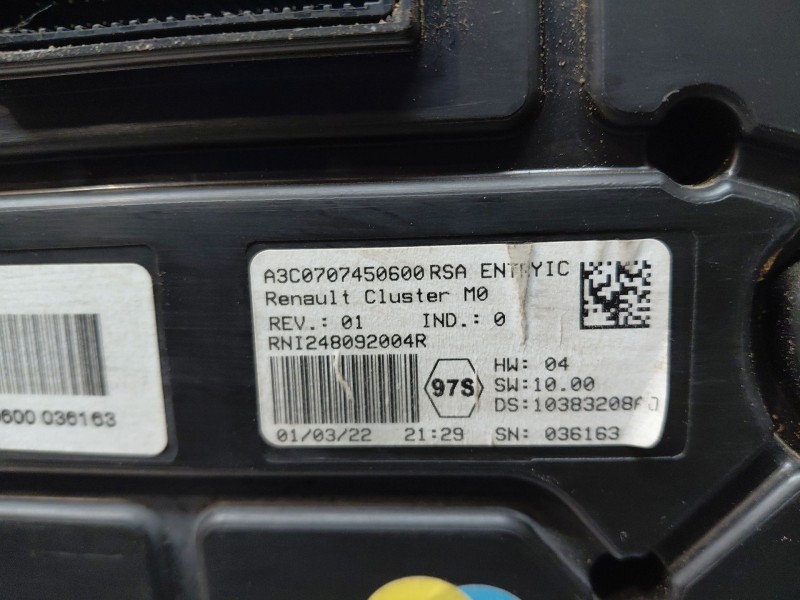 A3C0707450600 RSA ENTRYIC
Renault Cluster M0
REV.: 01 IND.: 0
RNI248092004R
97S
HW: 04
SW:10.00
01/03/22 21:29 SN: 036163
0600 036163